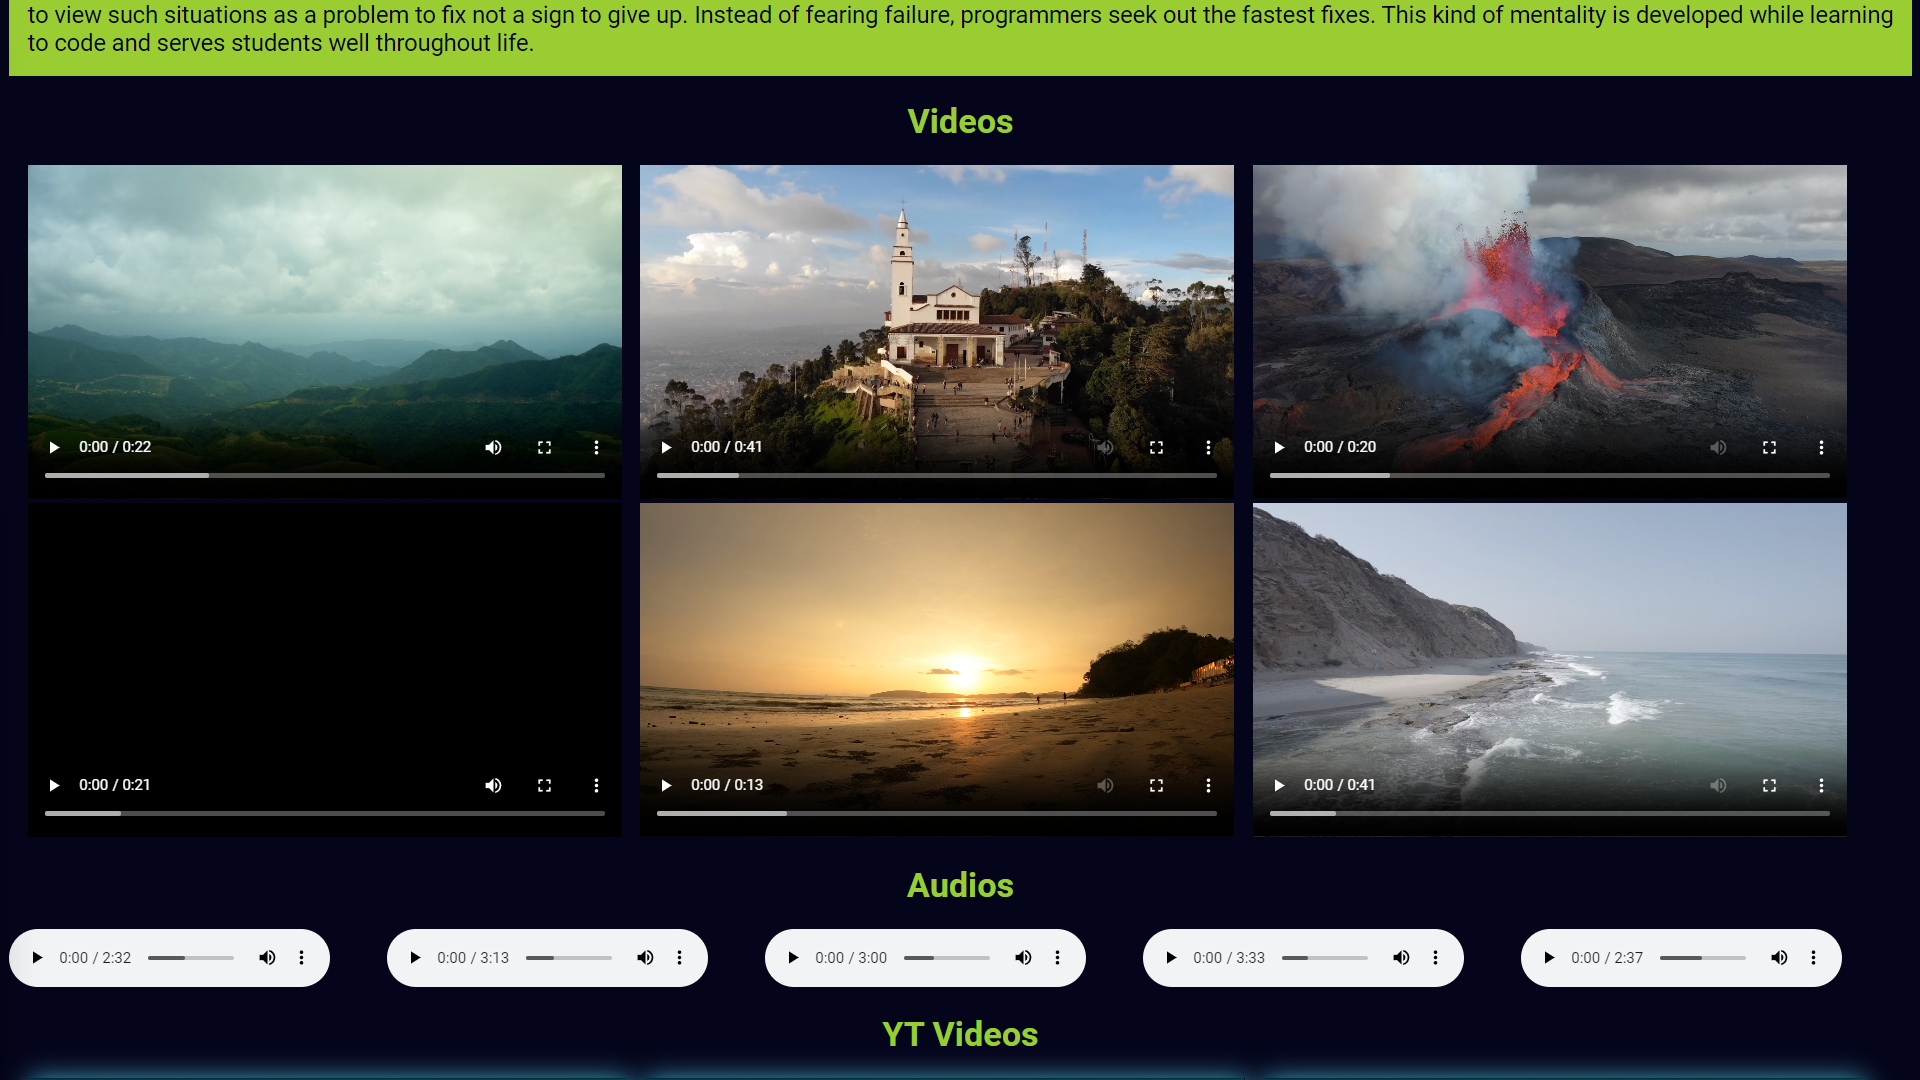 to view such situations as a problem to fix not a sign to give up. Instead of fearing failure, programmers seek out the fastest fixes. This kind of mentality is developed while learning
to code and serves students well throughout life.
Videos
0:00 / 0:22
0:00 / 0:41
0:00 / 0:20
0:00 / 0:21
0:00 / 0:13
0:00 / 0:41
Audios
0:00 / 2:32
0:00 / 3:13
0:00 / 3:00
0:00 / 3:33
0:00 / 2:37
YT Videos